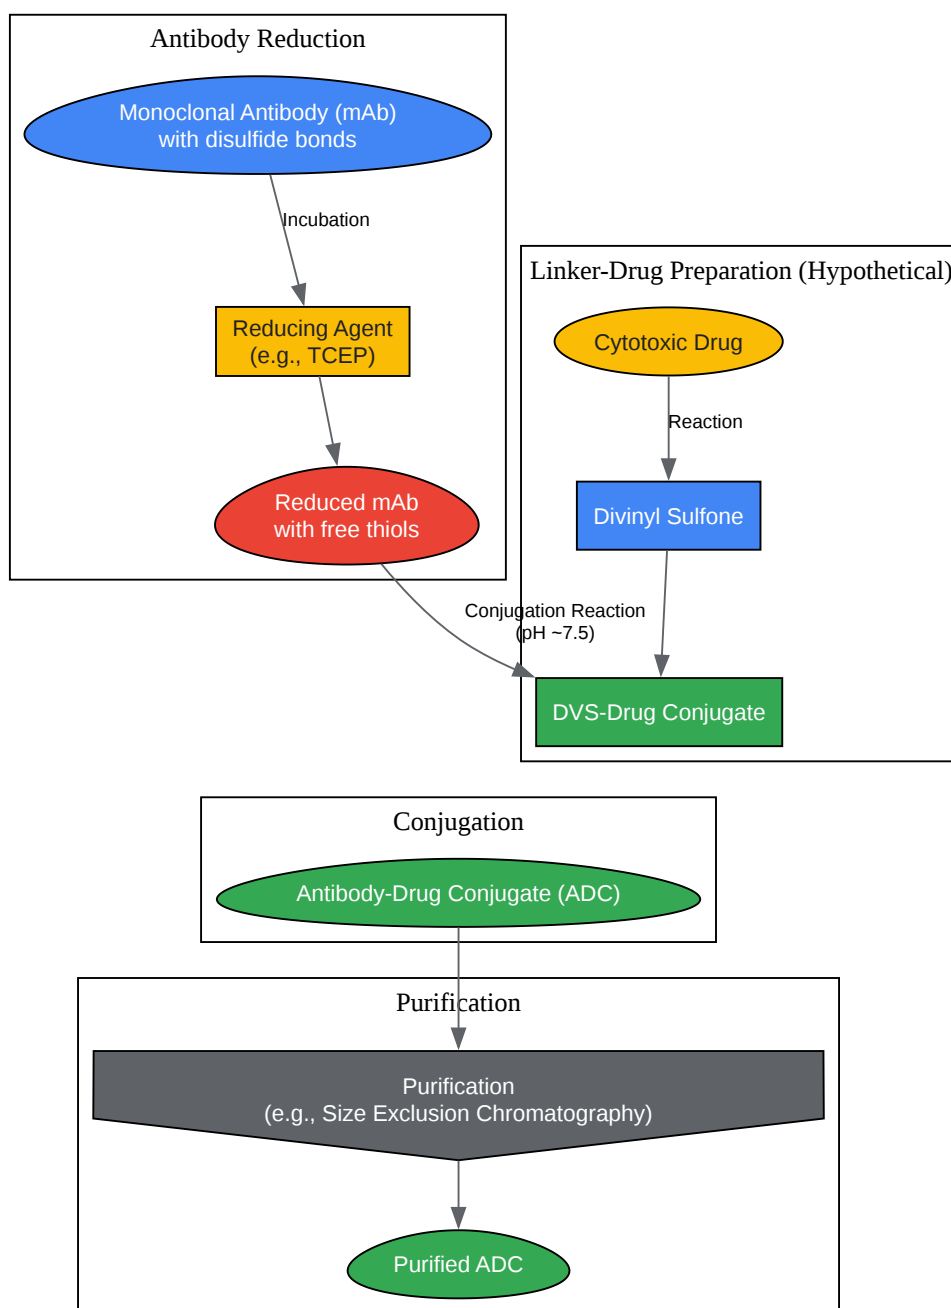 Antibody Reduction
Monoclonal Antibody (mAb)
with disulfide bonds
Incubation
Reducing Agent
(e.g., TCEP)
Reduced mAb
with free thiols
Linker-Drug Preparation (Hypothetical)
Cytotoxic Drug
Reaction
Divinyl Sulfone
Conjugation Reaction
(pH ~7.5)
DVS-Drug Conjugate
Conjugation
Antibody-Drug Conjugate (ADC)
Purification
Purification
(e.g., Size Exclusion Chromatography)
Purified ADC